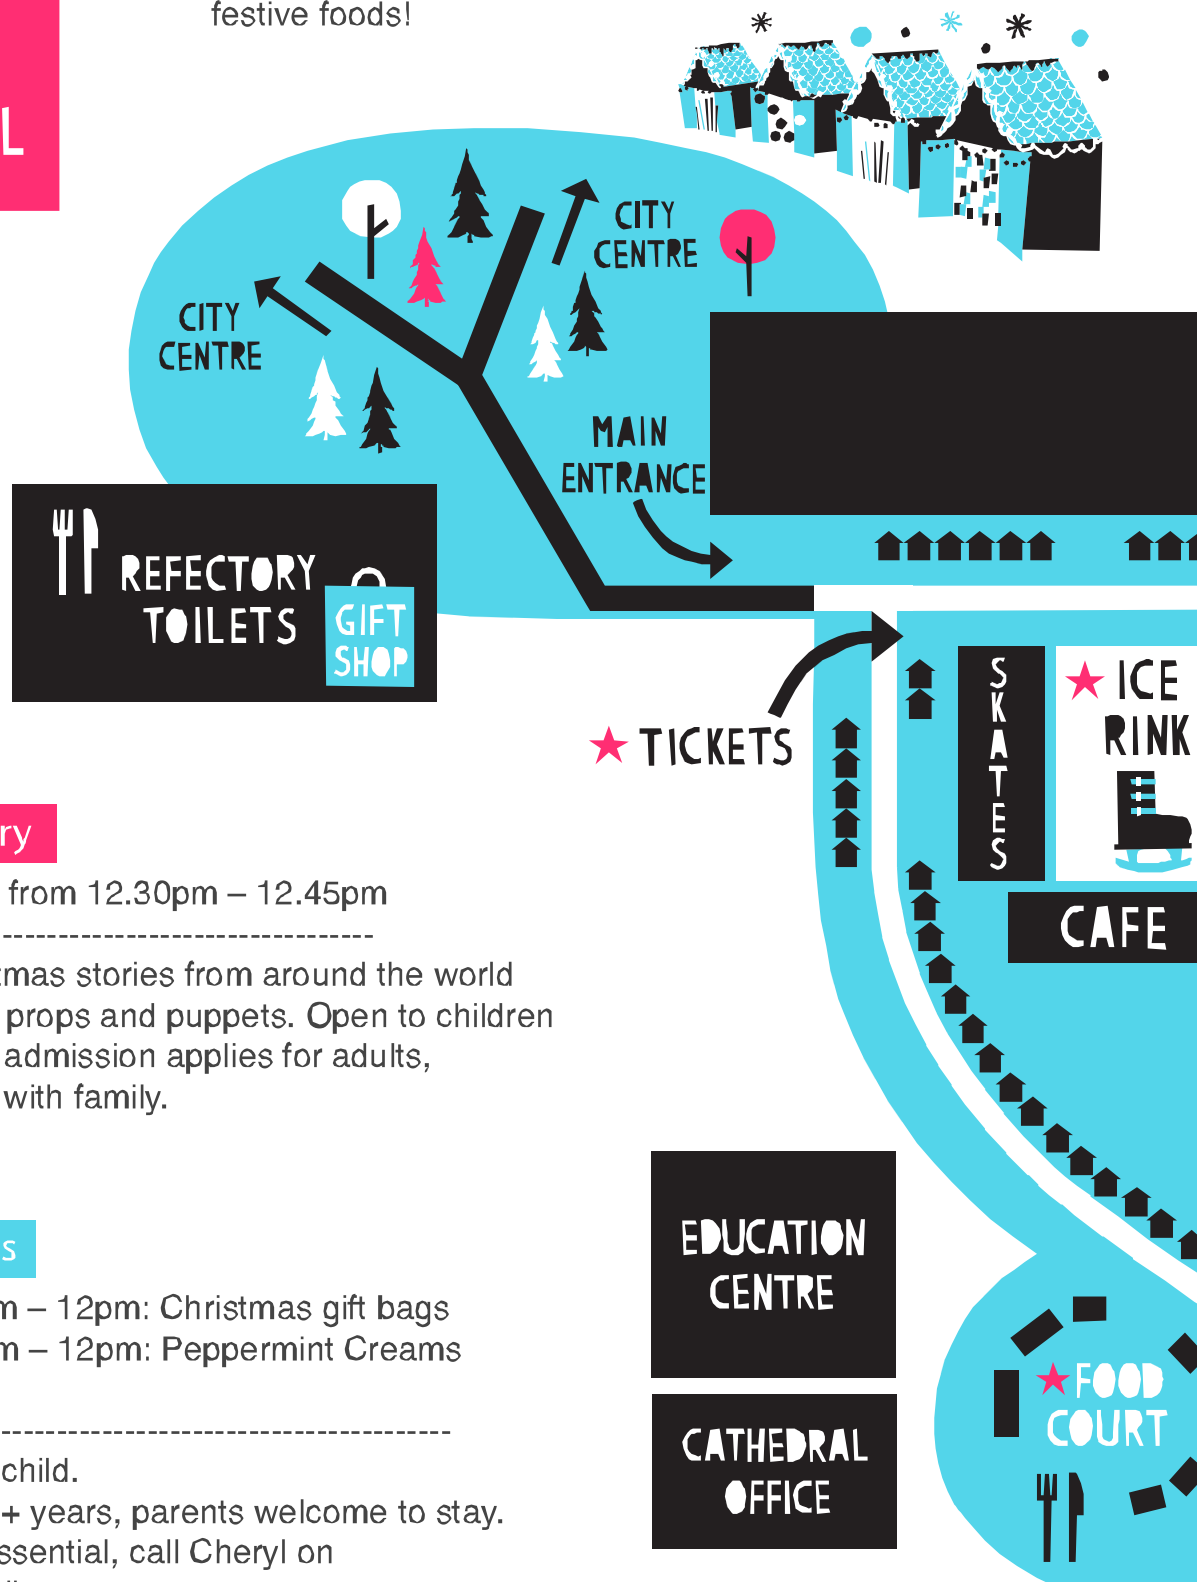 festive foods!
L
CITY
CENTRE
CITY
CENTRE
MAIN
ENTRANCE
REFECTORY
TOILETS
GIFT
SHOP
TICKETS
SKATES
ICE
RINK
CAFE
ry
from 12.30pm – 12.45pm
tmas stories from around the world
props and puppets. Open to children
admission applies for adults,
with family.
EDUCATION
CENTRE
s
m – 12pm: Christmas gift bags
m – 12pm: Peppermint Creams
FOOD
COURT
CATHEDRAL
OFFICE
child.
+ years, parents welcome to stay.
ssential, call Cheryl on